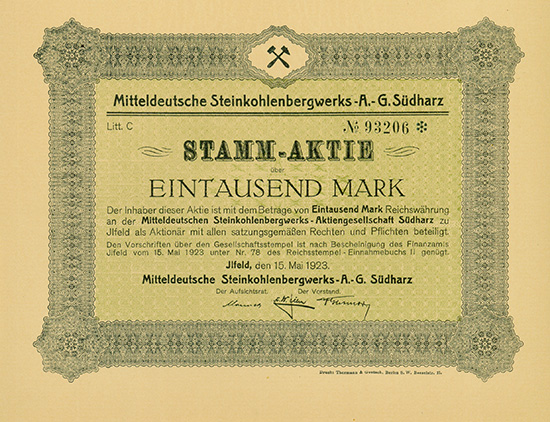 Mitteldeutsche Steinkohlenbergwerks-A.-G. Südharz
Litt. C № 93206 ✻
STAMM-AKTIE
über
EINTAUSEND MARK
Der Inhaber dieser Aktie ist mit dem Betrage von Eintausend Mark Reichswährung
an der Mitteldeutschen Steinkohlenbergwerks-Aktiengesellschaft Südharz zu
Jlfeld als Aktionär mit allen satzungsgemäßen Rechten und Pflichten beteiligt.
Den Vorschriften über den Gesellschaftsstempel ist nach Bescheinigung des Finanzamts
Jlfeld vom 15. Mai 1923 unter Nr. 78 des Reichsstempel-Einnahmebuchs II genügt.
Jlfeld, den 15. Mai 1923.
Mitteldeutsche Steinkohlenbergwerks-A.-G. Südharz
Der Aufsichtsrat. Der Vorstand.
Berlin S. W.